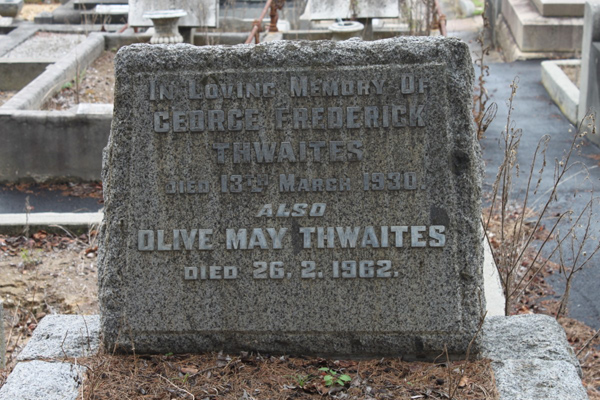 In Loving Memory Of
GEORGE FREDERICK
THWAITES
Died 13th March 1930
ALSO
OLIVE MAY THWAITES
DIED 26. 2. 1962.